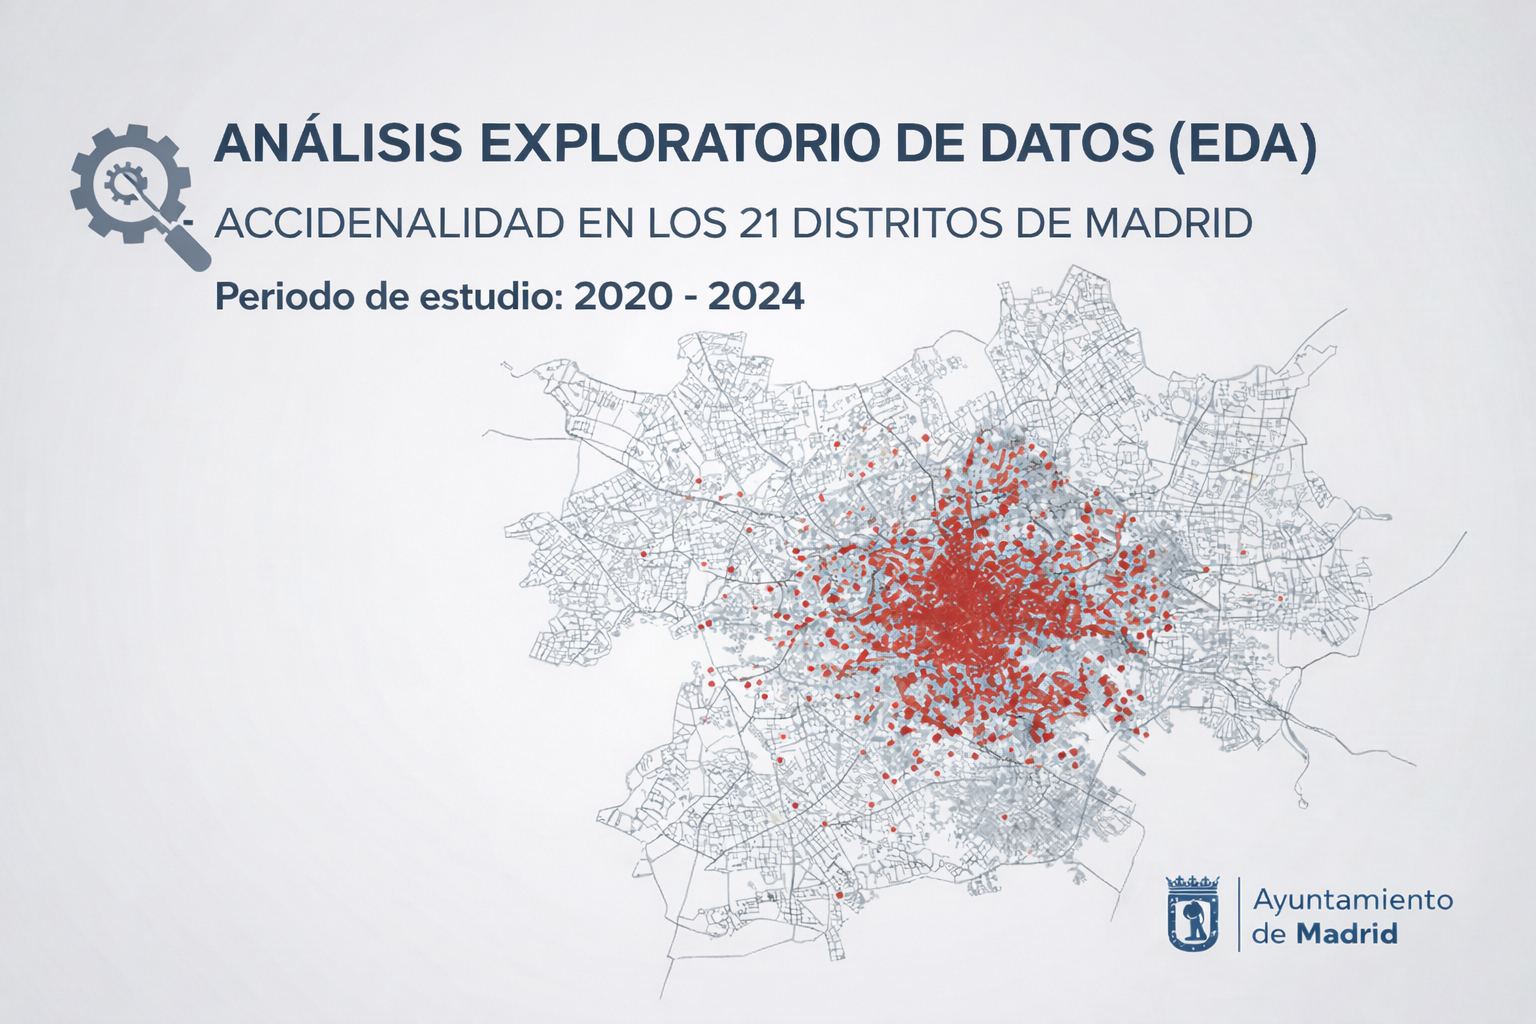 ANÁLISIS EXPLORATORIO DE DATOS (EDA)
ACCIDENALIDAD EN LOS 21 DISTRITOS DE MADRID
Periodo de estudio: 2020 - 2024
Ayuntamiento
de Madrid